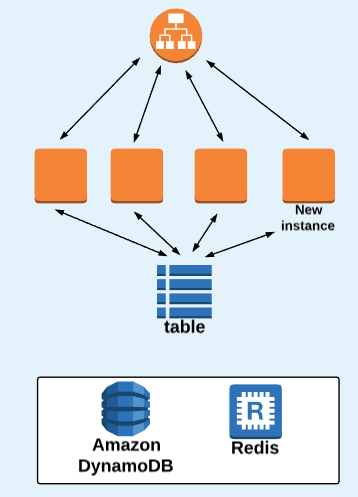 New
instance
table
R
Amazon
DynamoDB
Redis